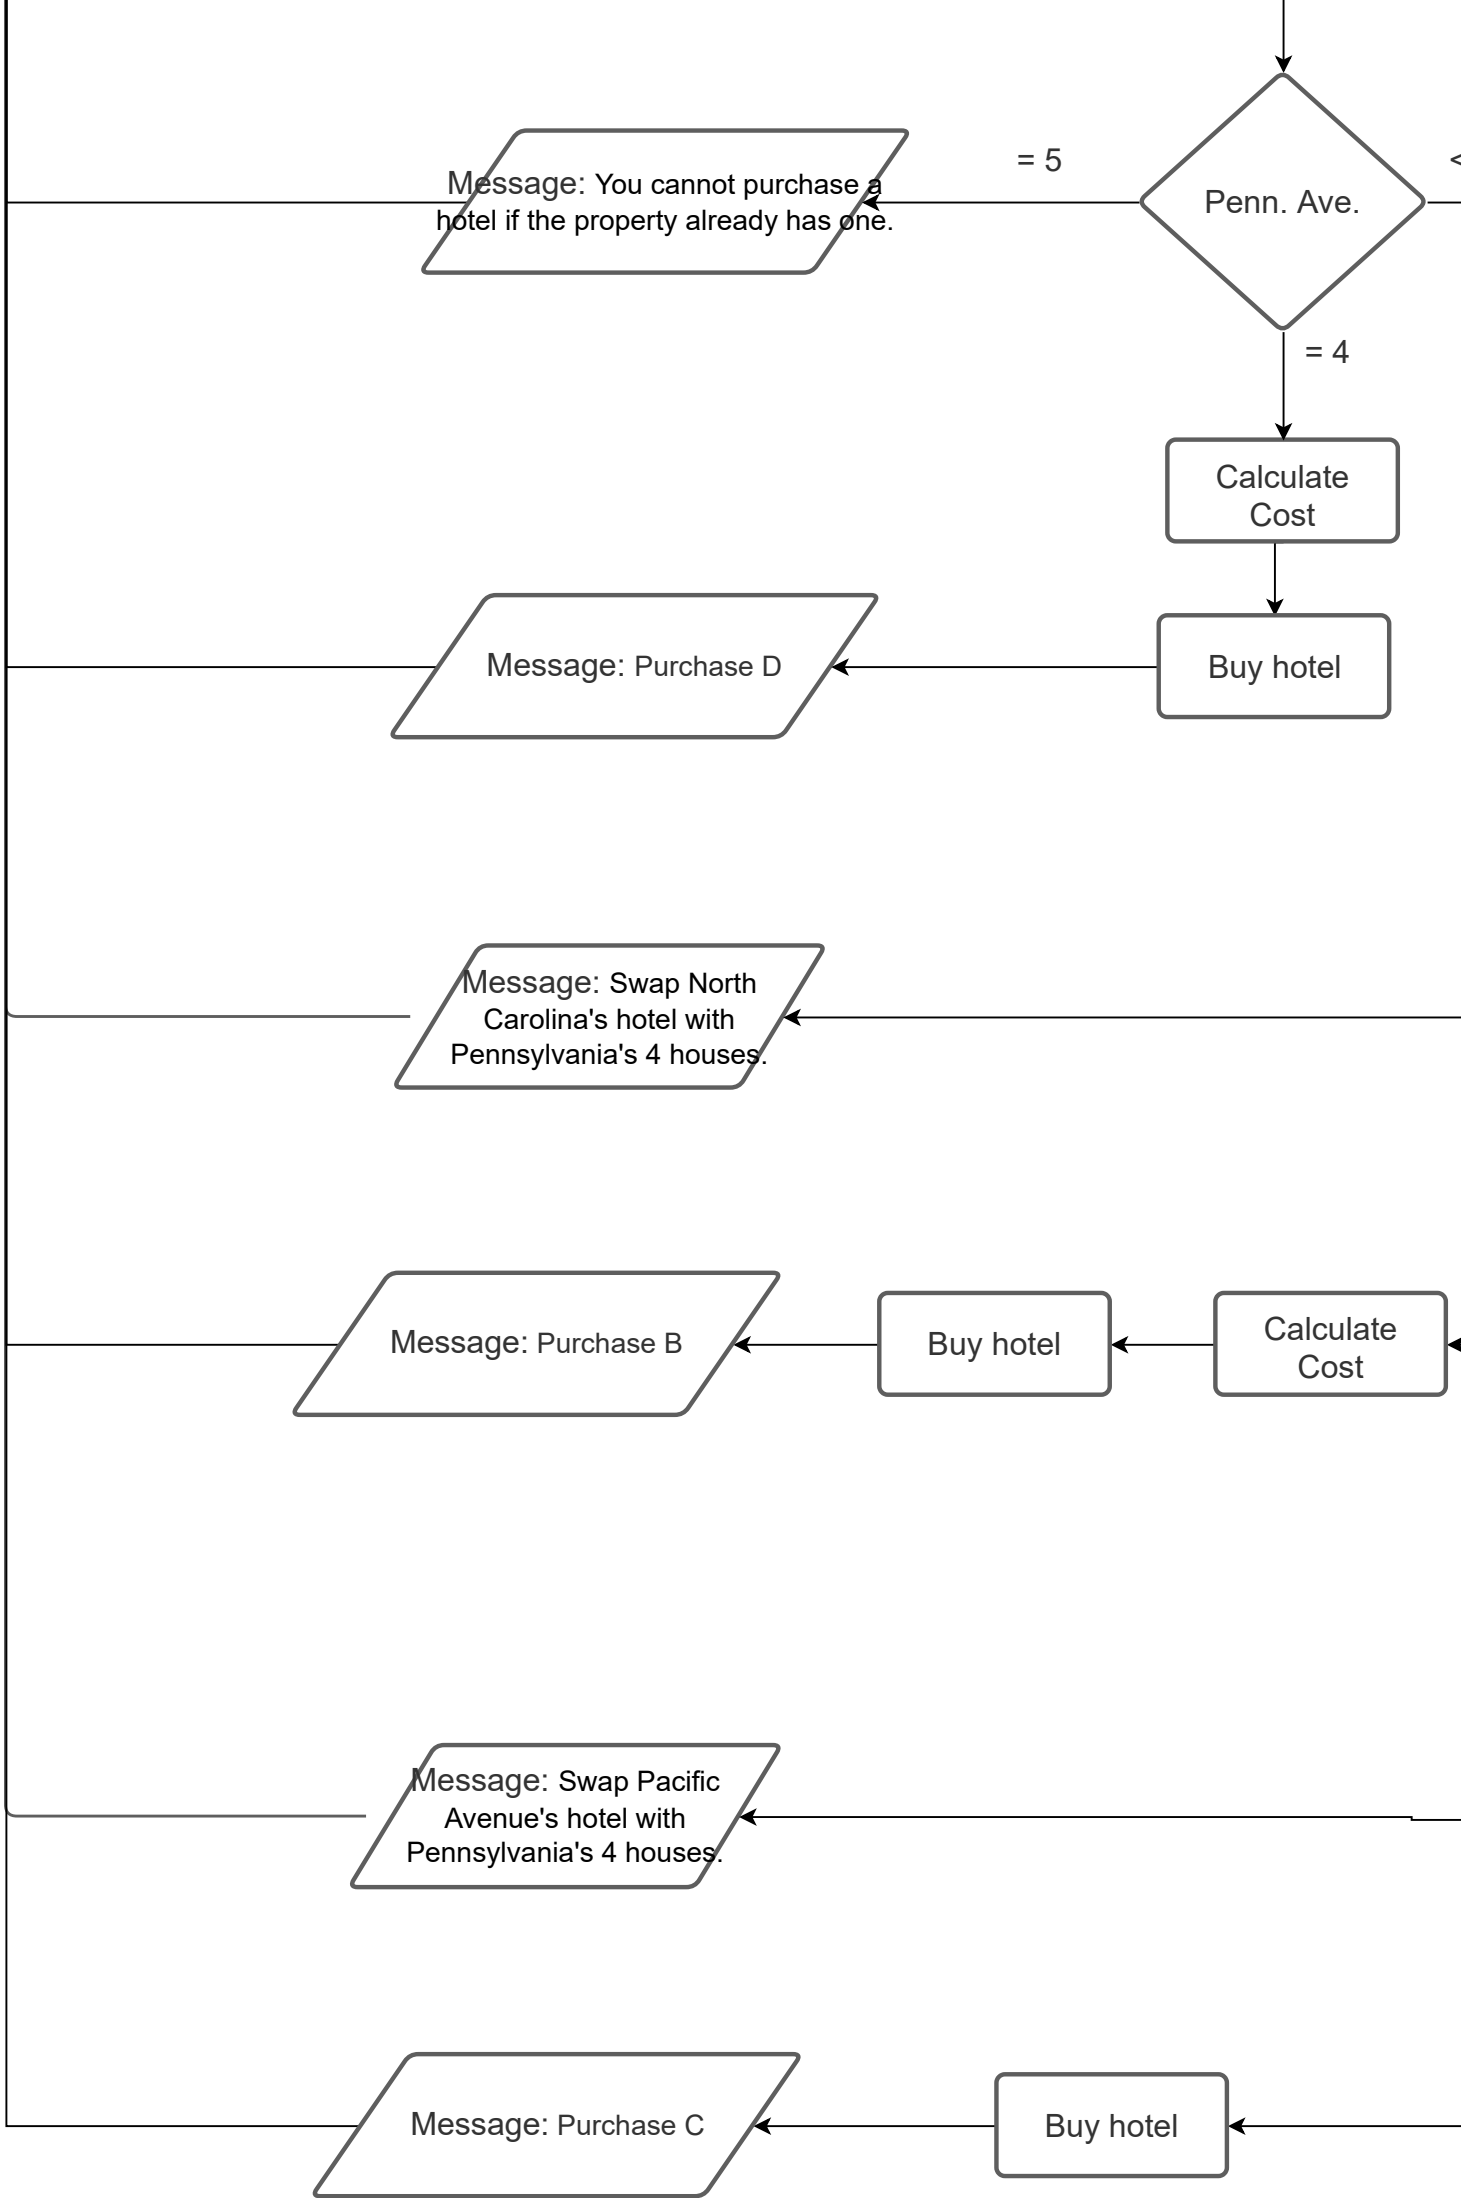 = 5
<
Message: You cannot purchase a
hotel if the property already has one.
Penn. Ave.
= 4
Calculate
Cost
Message: Purchase D
Buy hotel
Message: Swap North
Carolina's hotel with
Pennsylvania's 4 houses.
Message: Purchase B
Buy hotel
Calculate
Cost
Message: Swap Pacific
Avenue's hotel with
Pennsylvania's 4 houses.
Message: Purchase C
Buy hotel